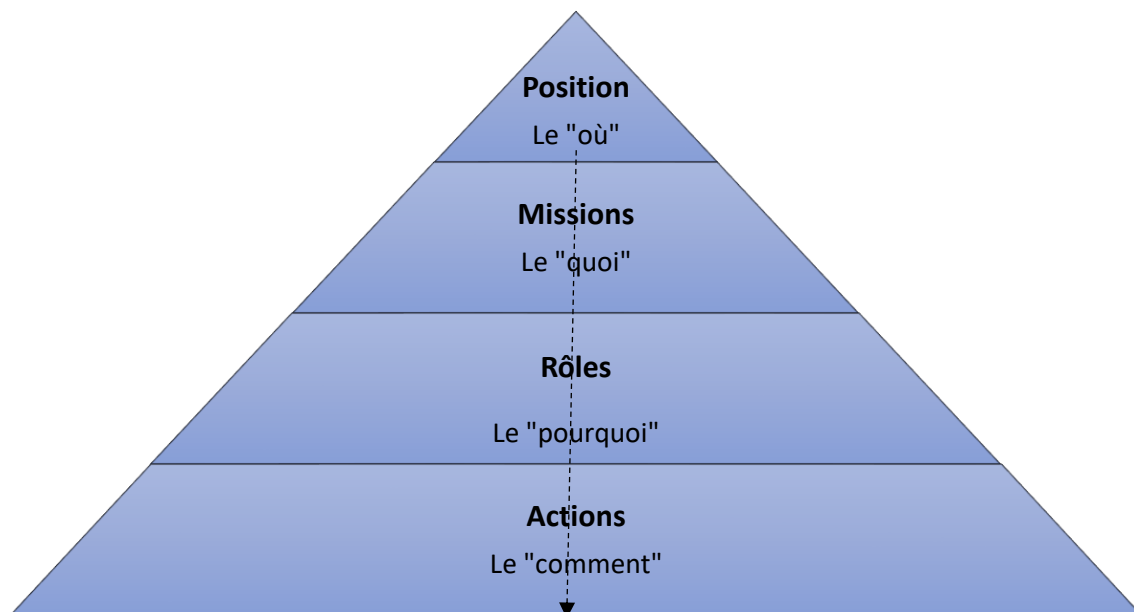 Position
Le "où"
Missions
Le "quoi"
Rôles
Le "pourquoi"
Actions
Le "comment"